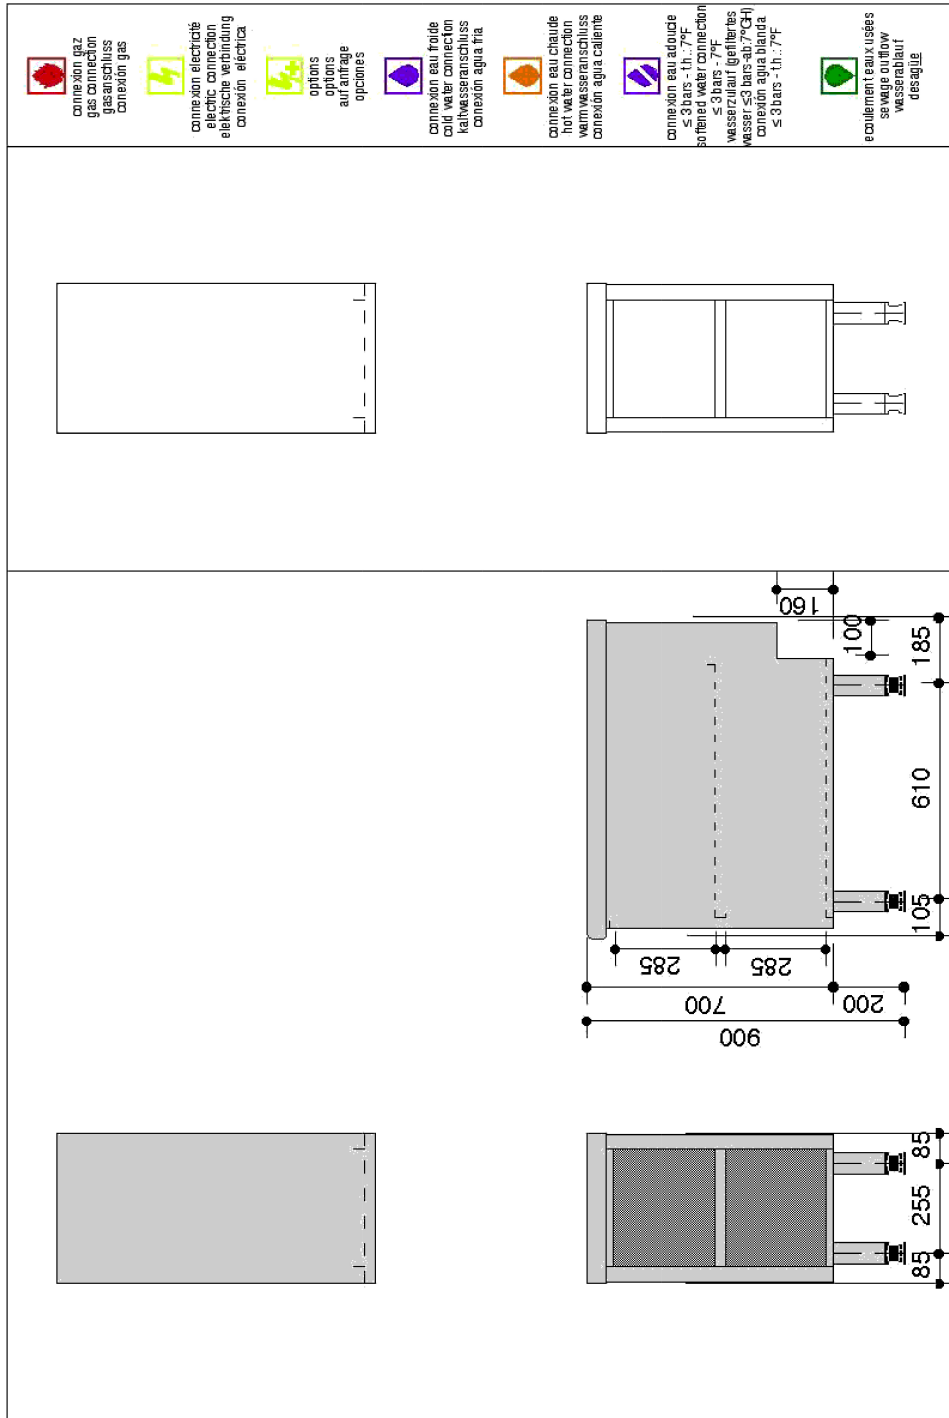 connexion gaz
gas connection
gasanschluss
conexión gas
connexion electricité
electric connection
elektrische verbindung
conexión eléctrica
options
options
auf anfrage
opciones
connexion eau froide
cold water connection
kaltwasseranschluss
conexión agua fria
connexion eau chaude
hot water connection
warmwasseranschluss
conexión agua caliente
connexion eau adoucie
≤ 3 bars - t.h.: 7°F
softened water connection
≤ 3 bars - 7°F
wasserzulauf (gefiltertes
wasser ≤3 bars-ab:7°GH)
conexión agua blanda
≤ 3 bars - t.h.: 7°F
ecoulement eaux usées
sewage outflow
wasserablauf
desagüe
160
100
185
610
105
285
285
700
200
900
85
255
85